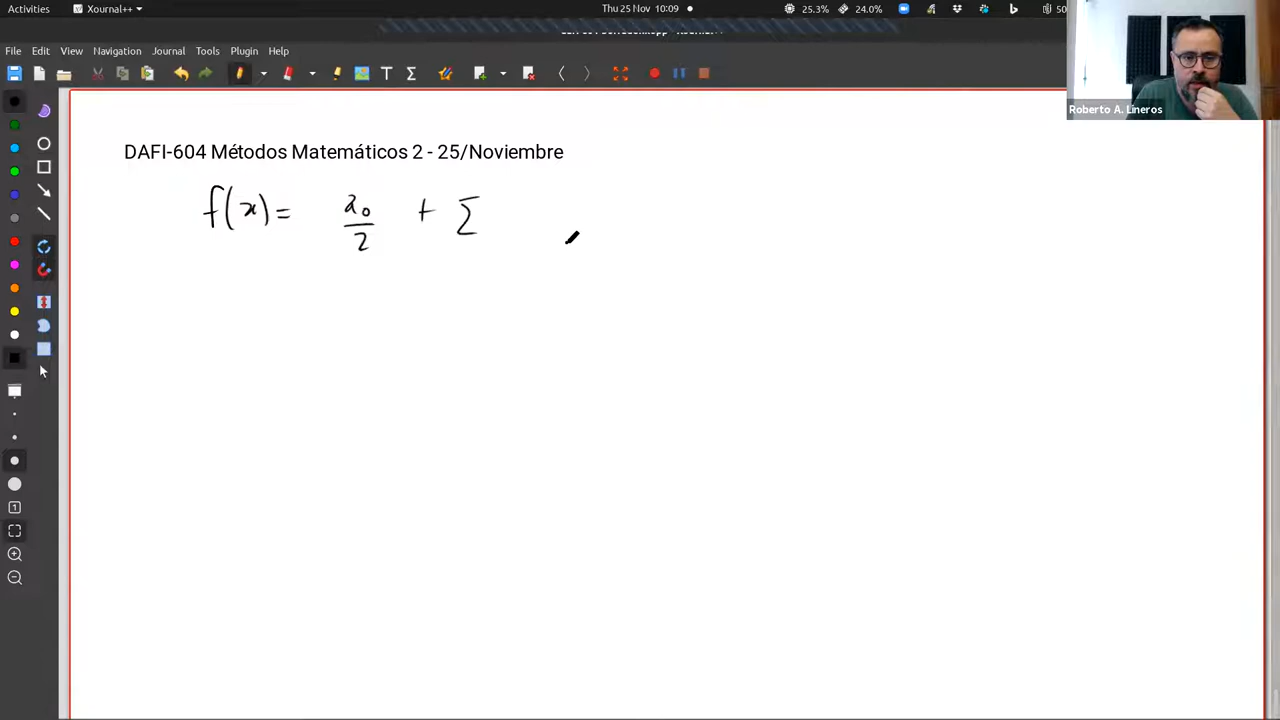 Activities Xournal++ Thu 25 Nov 10:09 25.3% 24.0%
File Edit View Navigation Journal Tools Plugin Help
Roberto A. Lineros
DAFI-604 Métodos Matemáticos 2 - 25/Noviembre
f(x) = a₀/2 + Σ